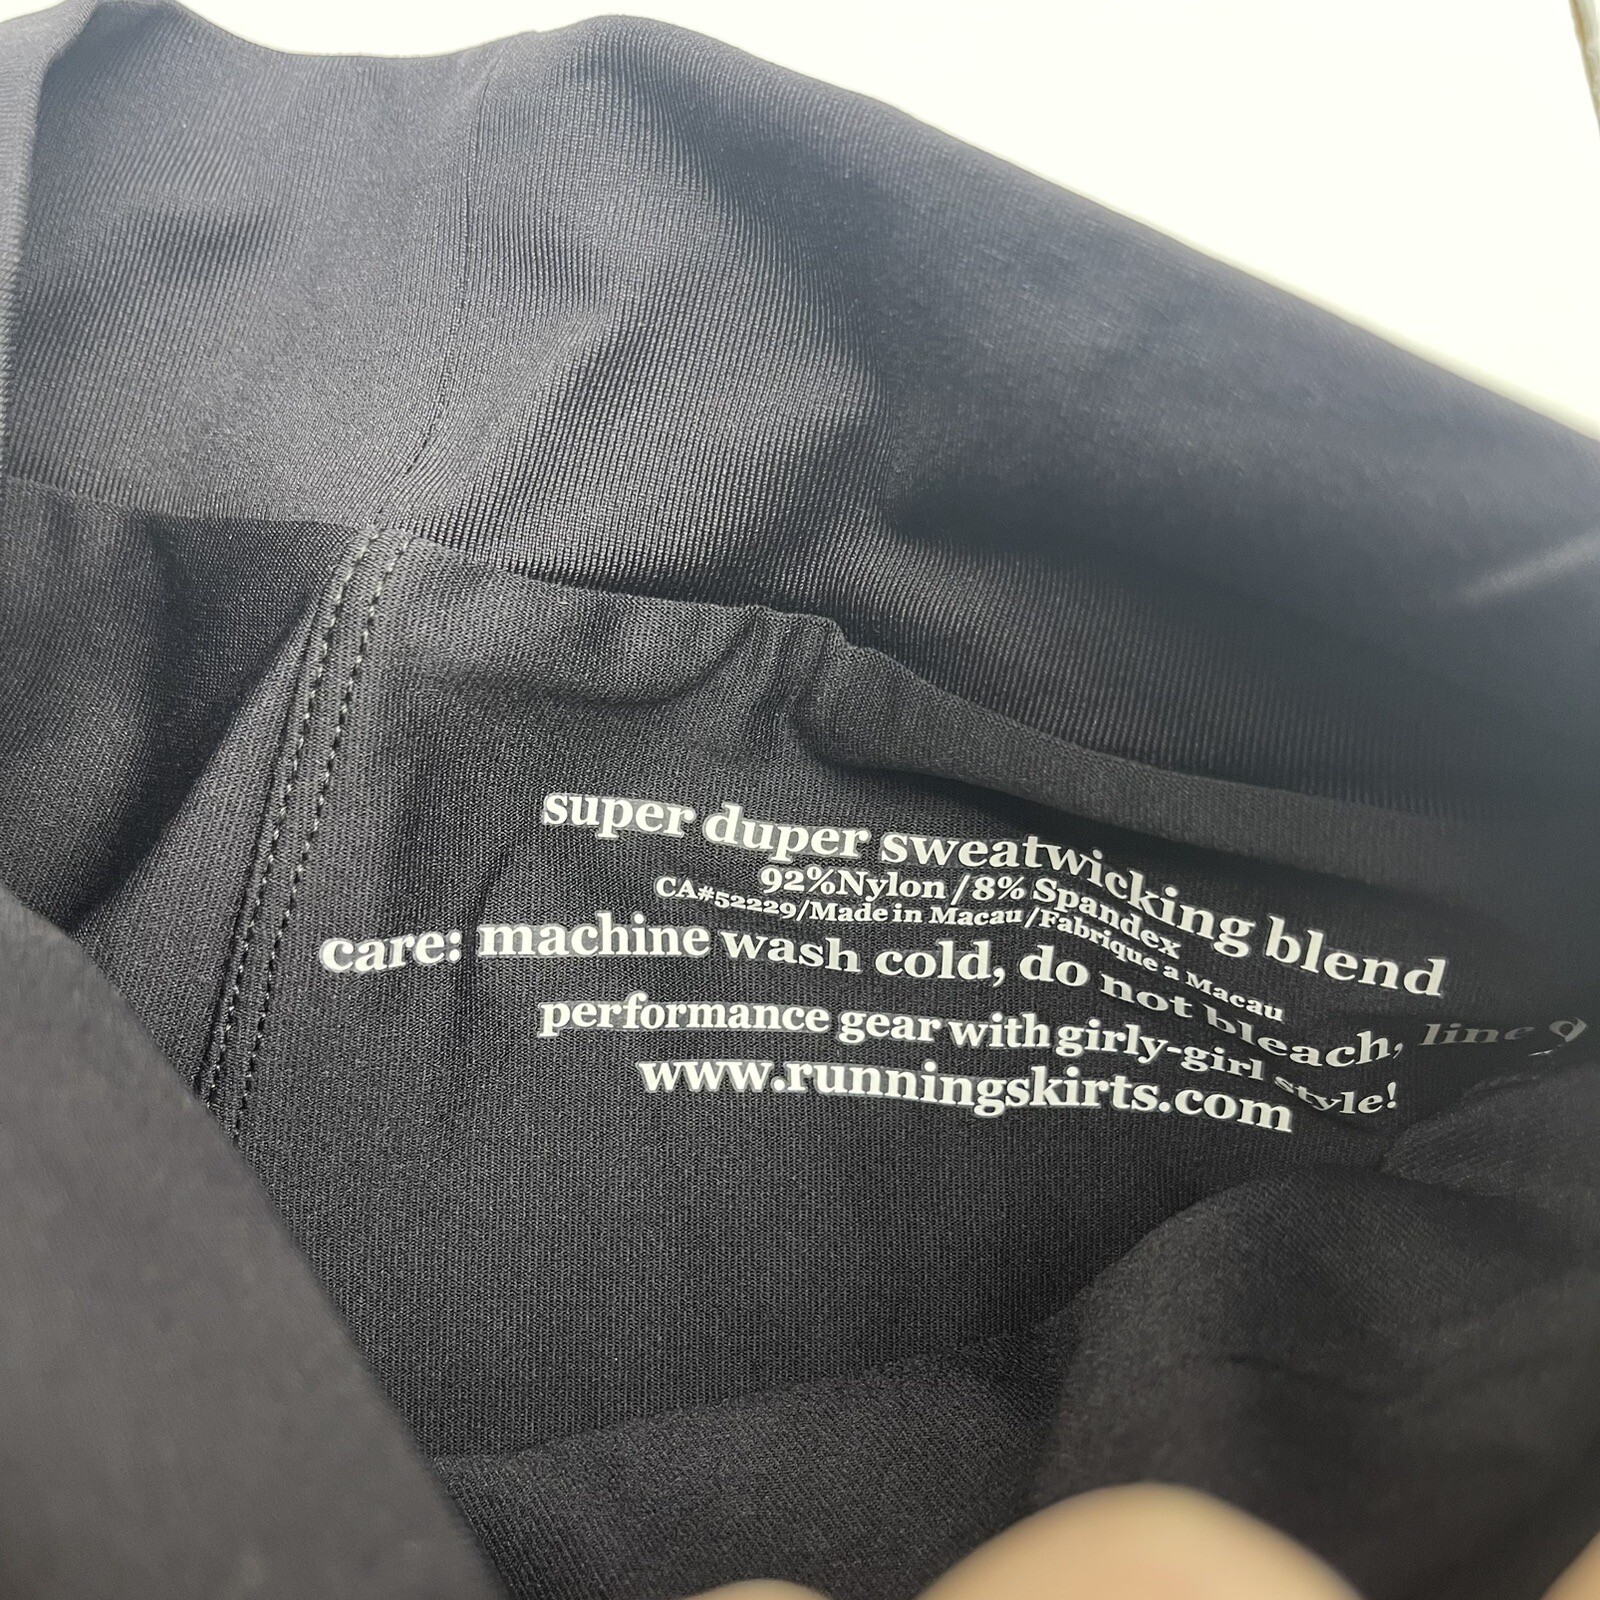 super duper sweatwicking blend
92%Nylon/8% Spandex
CA#52229/Made in Macau/Fabrique a Macau
care: machine wash cold, do not bleach, line
performance gear with girly-girl style!
www.runningskirts.com